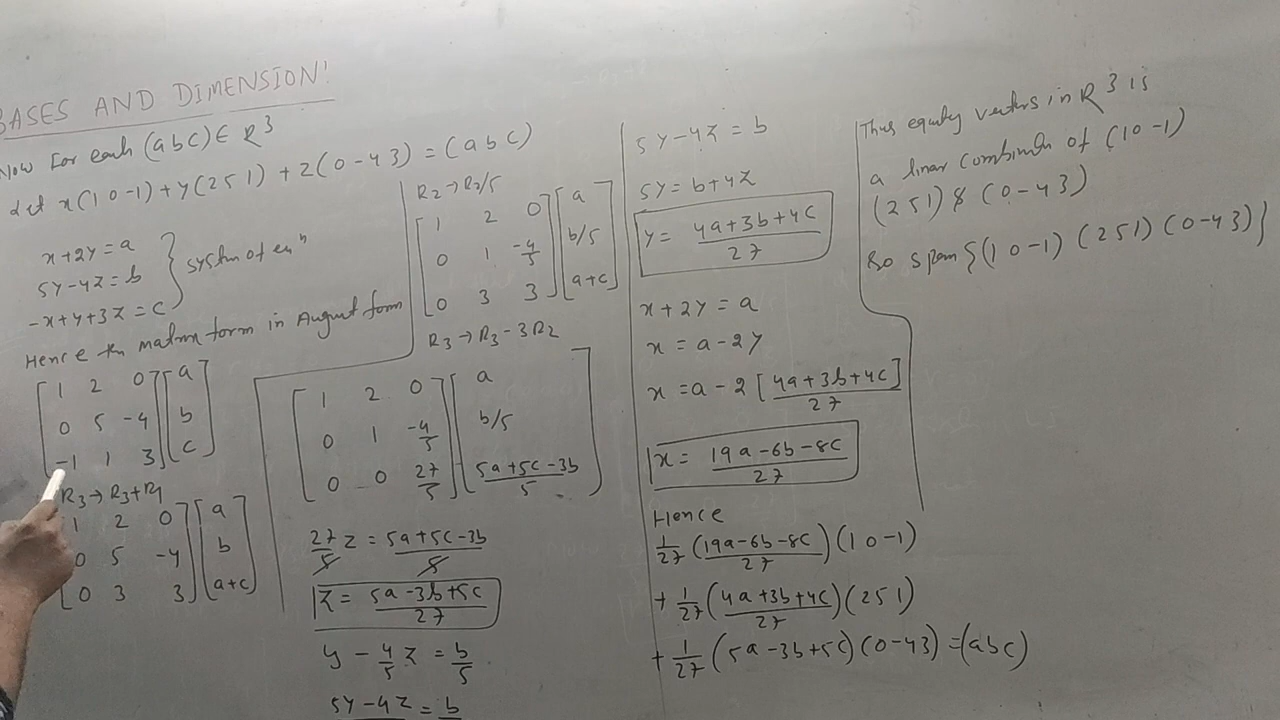 BASES AND DIMENSION!
Now For each (a b c) ∈ R^3
Let x(1 0 -1) + y(2 5 1) + z(0 -4 3) = (a b c)
x + 2y = a
5y - 4z = b
-x + y + 3z = c
} system of eqⁿ
Hence the matrix form in August form
[1 2 0] [a]
[0 5 -4] [b]
[-1 1 3] [c]
R3 → R3 + R1
[1 2 0] [a]
[0 5 -4] [b]
[0 3 3] [a+c]
R2 → R2/5
[1 2 0] [a]
[0 1 -4/5] [b/5]
[0 3 3] [a+c]
R3 → R3 - 3R2
[1 2 0] [a]
[0 1 -4/5] [b/5]
[0 0 27/5] [5a+5c-3b/5]
27/5 z = 5a+5c-3b/5
z = 5a-3b+5c/27
y - 4/5 z = b/5
5y - 4z = b
5y - 4z = b
5y = b + 4z
y = 4a+3b+4c/27
x + 2y = a
x = a - 2y
x = a - 2 [4a+3b+4c/27]
x = 19a-6b-8c/27
Hence
1/27 (19a-6b-8c/27) (1 0 -1)
+ 1/27 (4a+3b+4c/27) (2 5 1)
+ 1/27 (5a-3b+5c) (0 -4 3) = (a b c)
Thus vectors in R^3 is
a linar of (1 0 -1)
(2 5 1) & (0 -4 3)
So span {(1 0 -1) (2 5 1) (0 -4 3)}